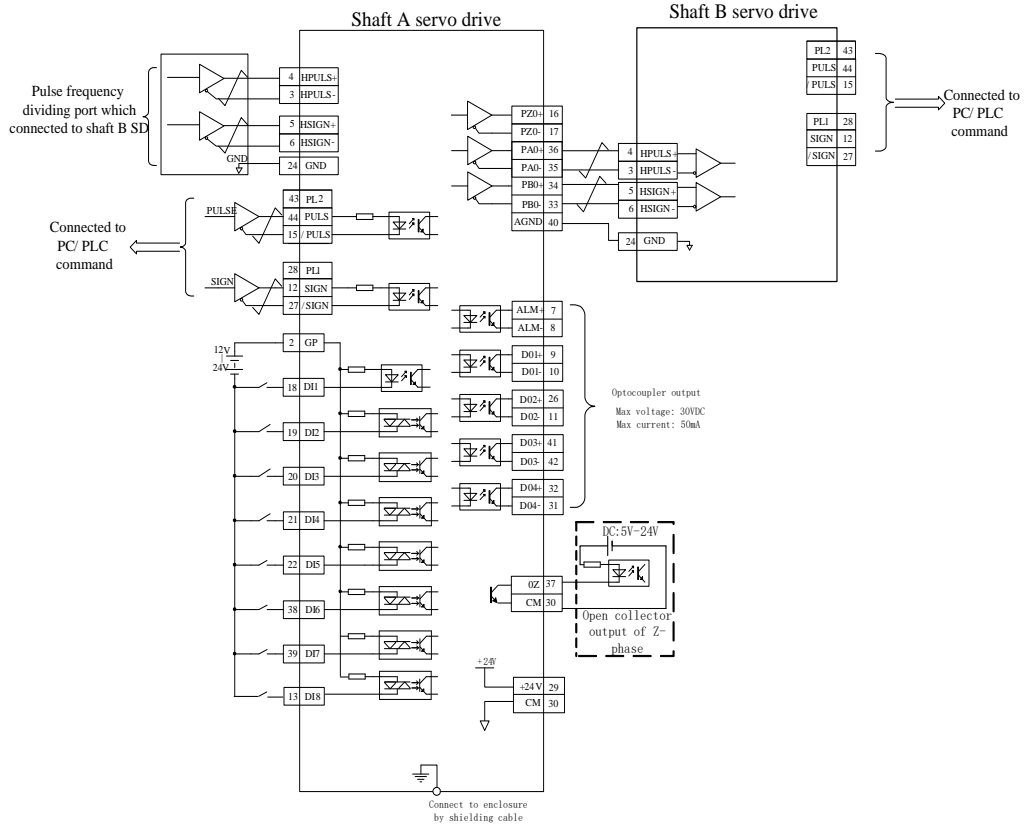 Shaft A servo drive
Shaft B servo drive
Pulse frequency
dividing port which
connected to shaft B SD
4 HPULS+
3 HPULS-
5 HSIGN+
6 HSIGN-
GND
24 GND
Connected to
PC/ PLC
command
PULSE
43 PL2
44 PULS
15 / PULS
SIGN
28 PL1
12 SIGN
27 /SIGN
12V
24V
2 GP
18 DI1
19 DI2
20 DI3
21 DI4
22 DI5
38 DI6
39 DI7
13 DI8
PZ0+ 16
PZ0- 17
PA0+ 36
PA0- 35
PB0+ 34
PB0- 33
AGND 40
4 HPULS+
3 HPULS-
5 HSIGN+
6 HSIGN-
24 GND
PL2 43
PULS 44
/ PULS 15
PL1 28
SIGN 12
/SIGN 27
Connected to
PC/ PLC
command
ALM+ 7
ALM- 8
D01+ 9
D01- 10
D02+ 26
D02- 11
D03+ 41
D03- 42
D04+ 32
D04- 31
Optocoupler output
Max voltage: 30VDC
Max current: 50mA
OZ 37
CM 30
DC:5V-24V
Open collector
output of Z-
phase
+24V
+24V 29
CM 30
Connect to enclosure
by shielding cable